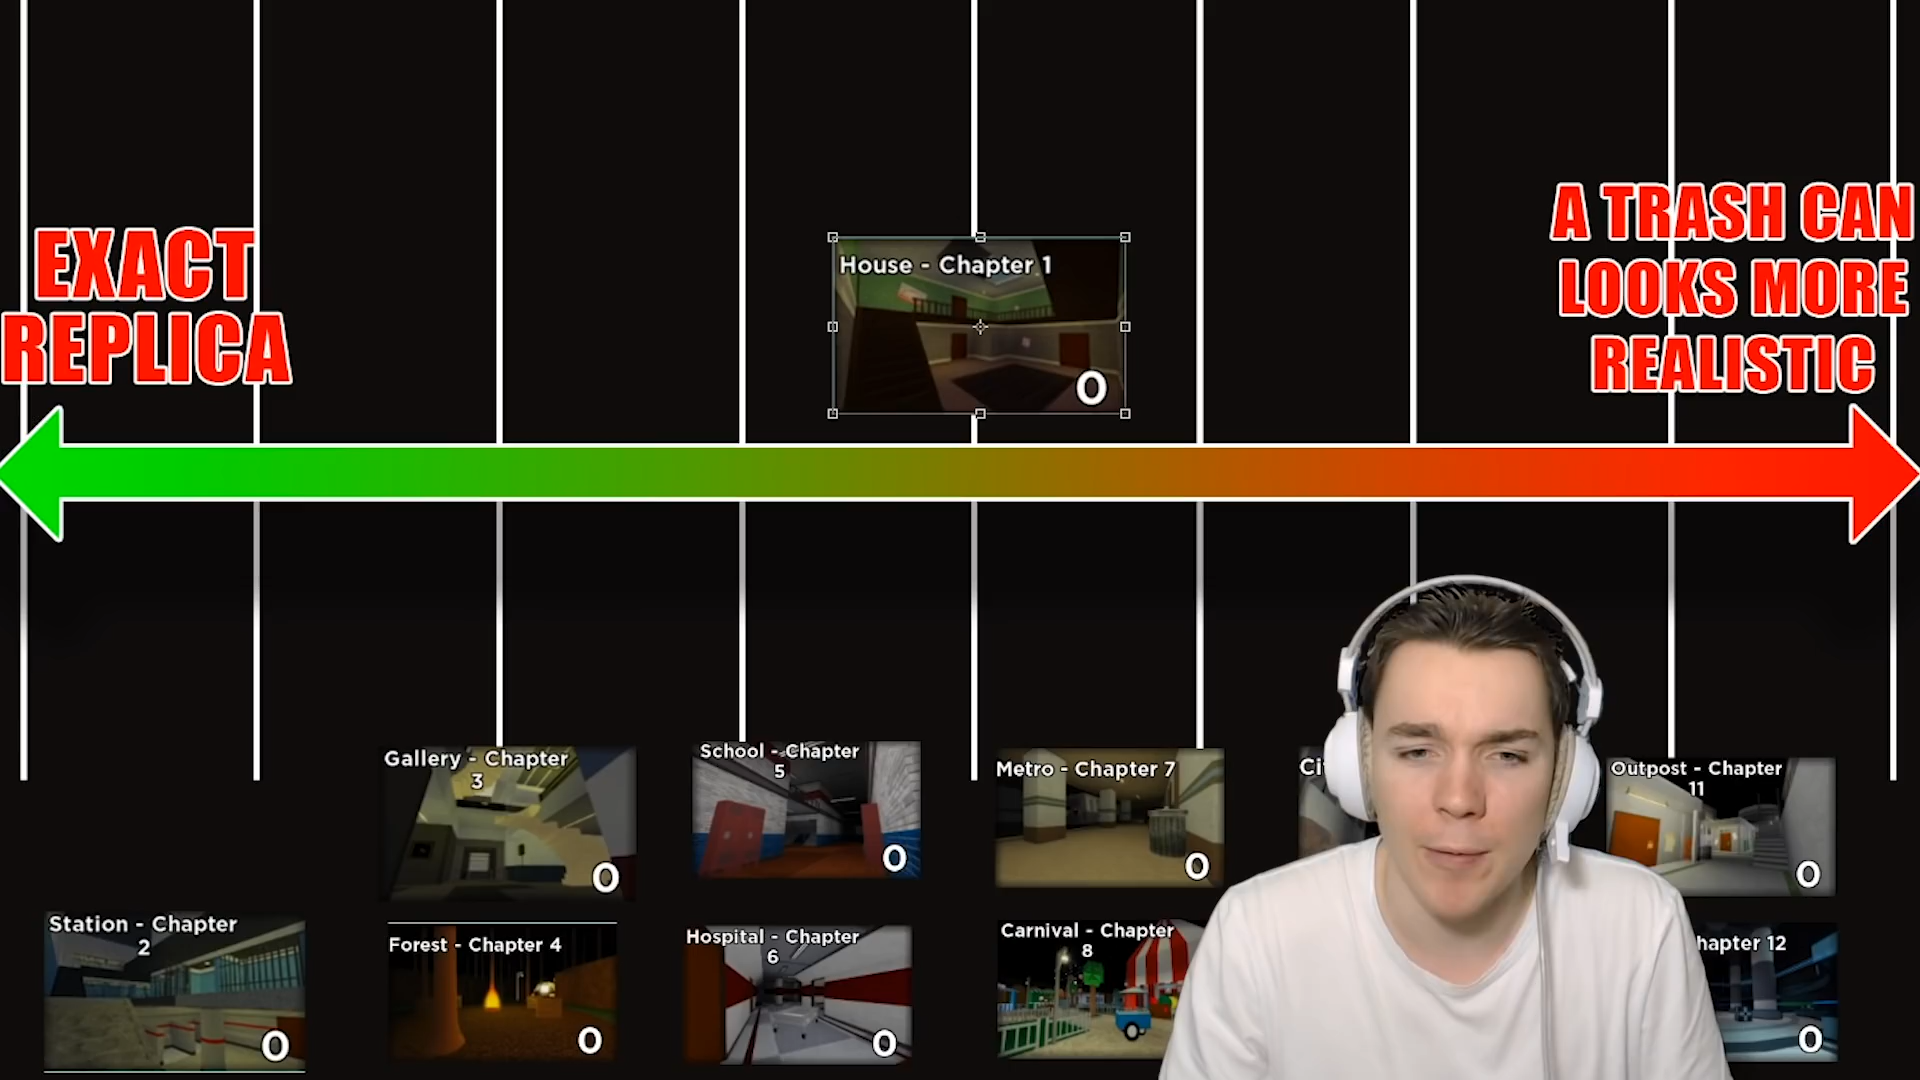 EXACT
REPLICA
A TRASH CAN
LOOKS MORE
REALISTIC
House - Chapter 1
0
Gallery - Chapter
3
0
School - Chapter
5
0
Metro - Chapter 7
0
Outpost - Chapter
11
0
Station - Chapter
2
0
Forest - Chapter 4
0
Hospital - Chapter
6
0
Carnival - Chapter
8
12
0